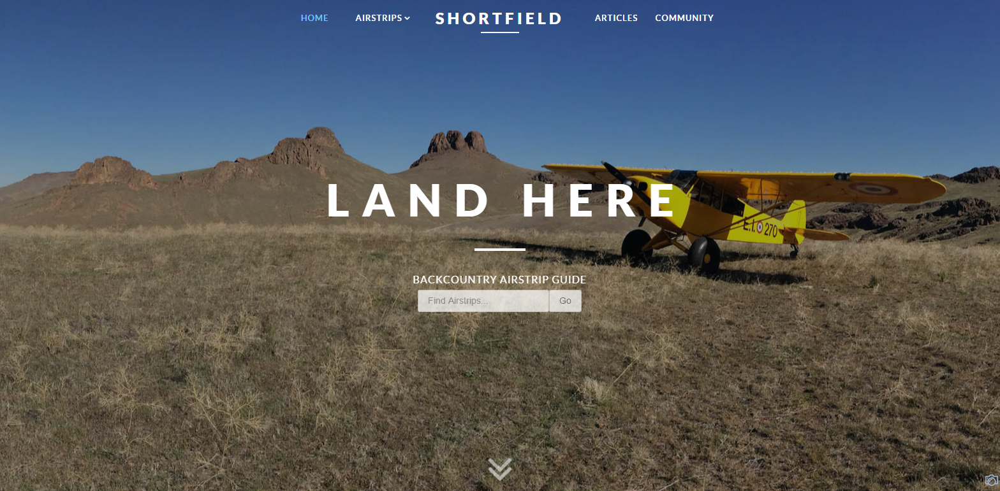 HOME AIRSTRIPS SHORTFIELD ARTICLES COMMUNITY
LAND HERE
E.I. 270
BACKCOUNTRY AIRSTRIP GUIDE
Find Airstrips... Go